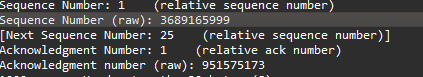 Sequence Number: 1    (relative sequence number)
Sequence Number (raw): 3689165999
[Next Sequence Number: 25    (relative sequence number)]
Acknowledgment Number: 1    (relative ack number)
Acknowledgment number (raw): 951575173